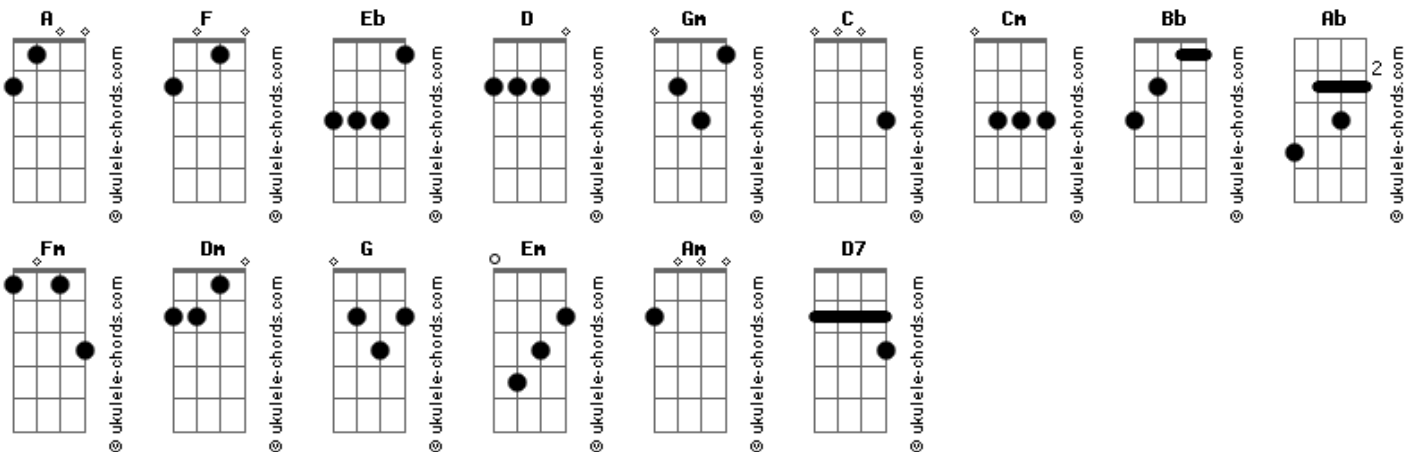 A F Eb D Gm C Cm Bb Ab
2
© ukulele-chords.com © ukulele-chords.com © ukulele-chords.com © ukulele-chords.com © ukulele-chords.com © ukulele-chords.com © ukulele-chords.com © ukulele-chords.com © ukulele-chords.com
Fm Dm G Em Am D7
© ukulele-chords.com © ukulele-chords.com © ukulele-chords.com © ukulele-chords.com © ukulele-chords.com © ukulele-chords.com